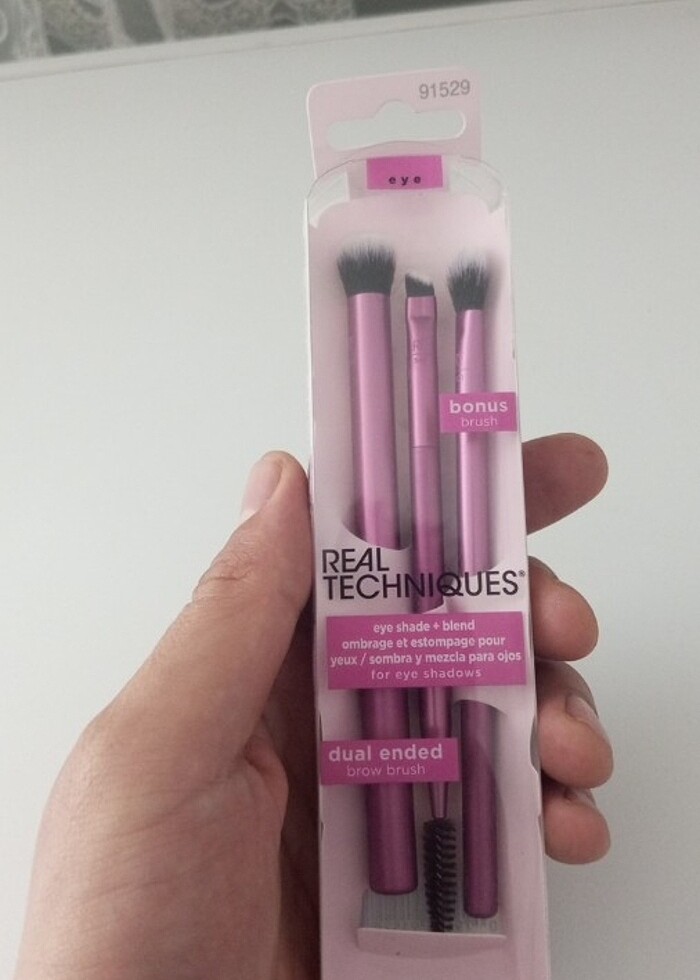 91529
eye
bonus
brush
REAL
TECHNIQUES®
eye shade + blend
ombrage et estompage pour
yeux / sombra y mezcla para ojos
for eye shadows
dual ended
brow brush